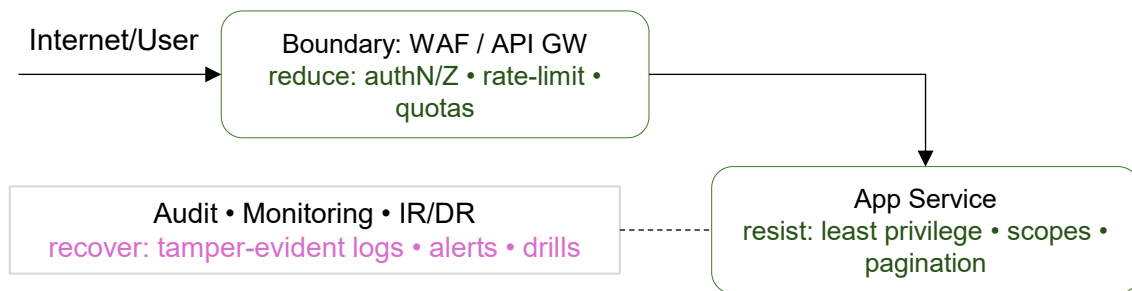 Internet/User
Boundary: WAF / API GW
reduce: authN/Z • rate-limit •
quotas
App Service
resist: least privilege • scopes •
pagination
Audit • Monitoring • IR/DR
recover: tamper-evident logs • alerts • drills